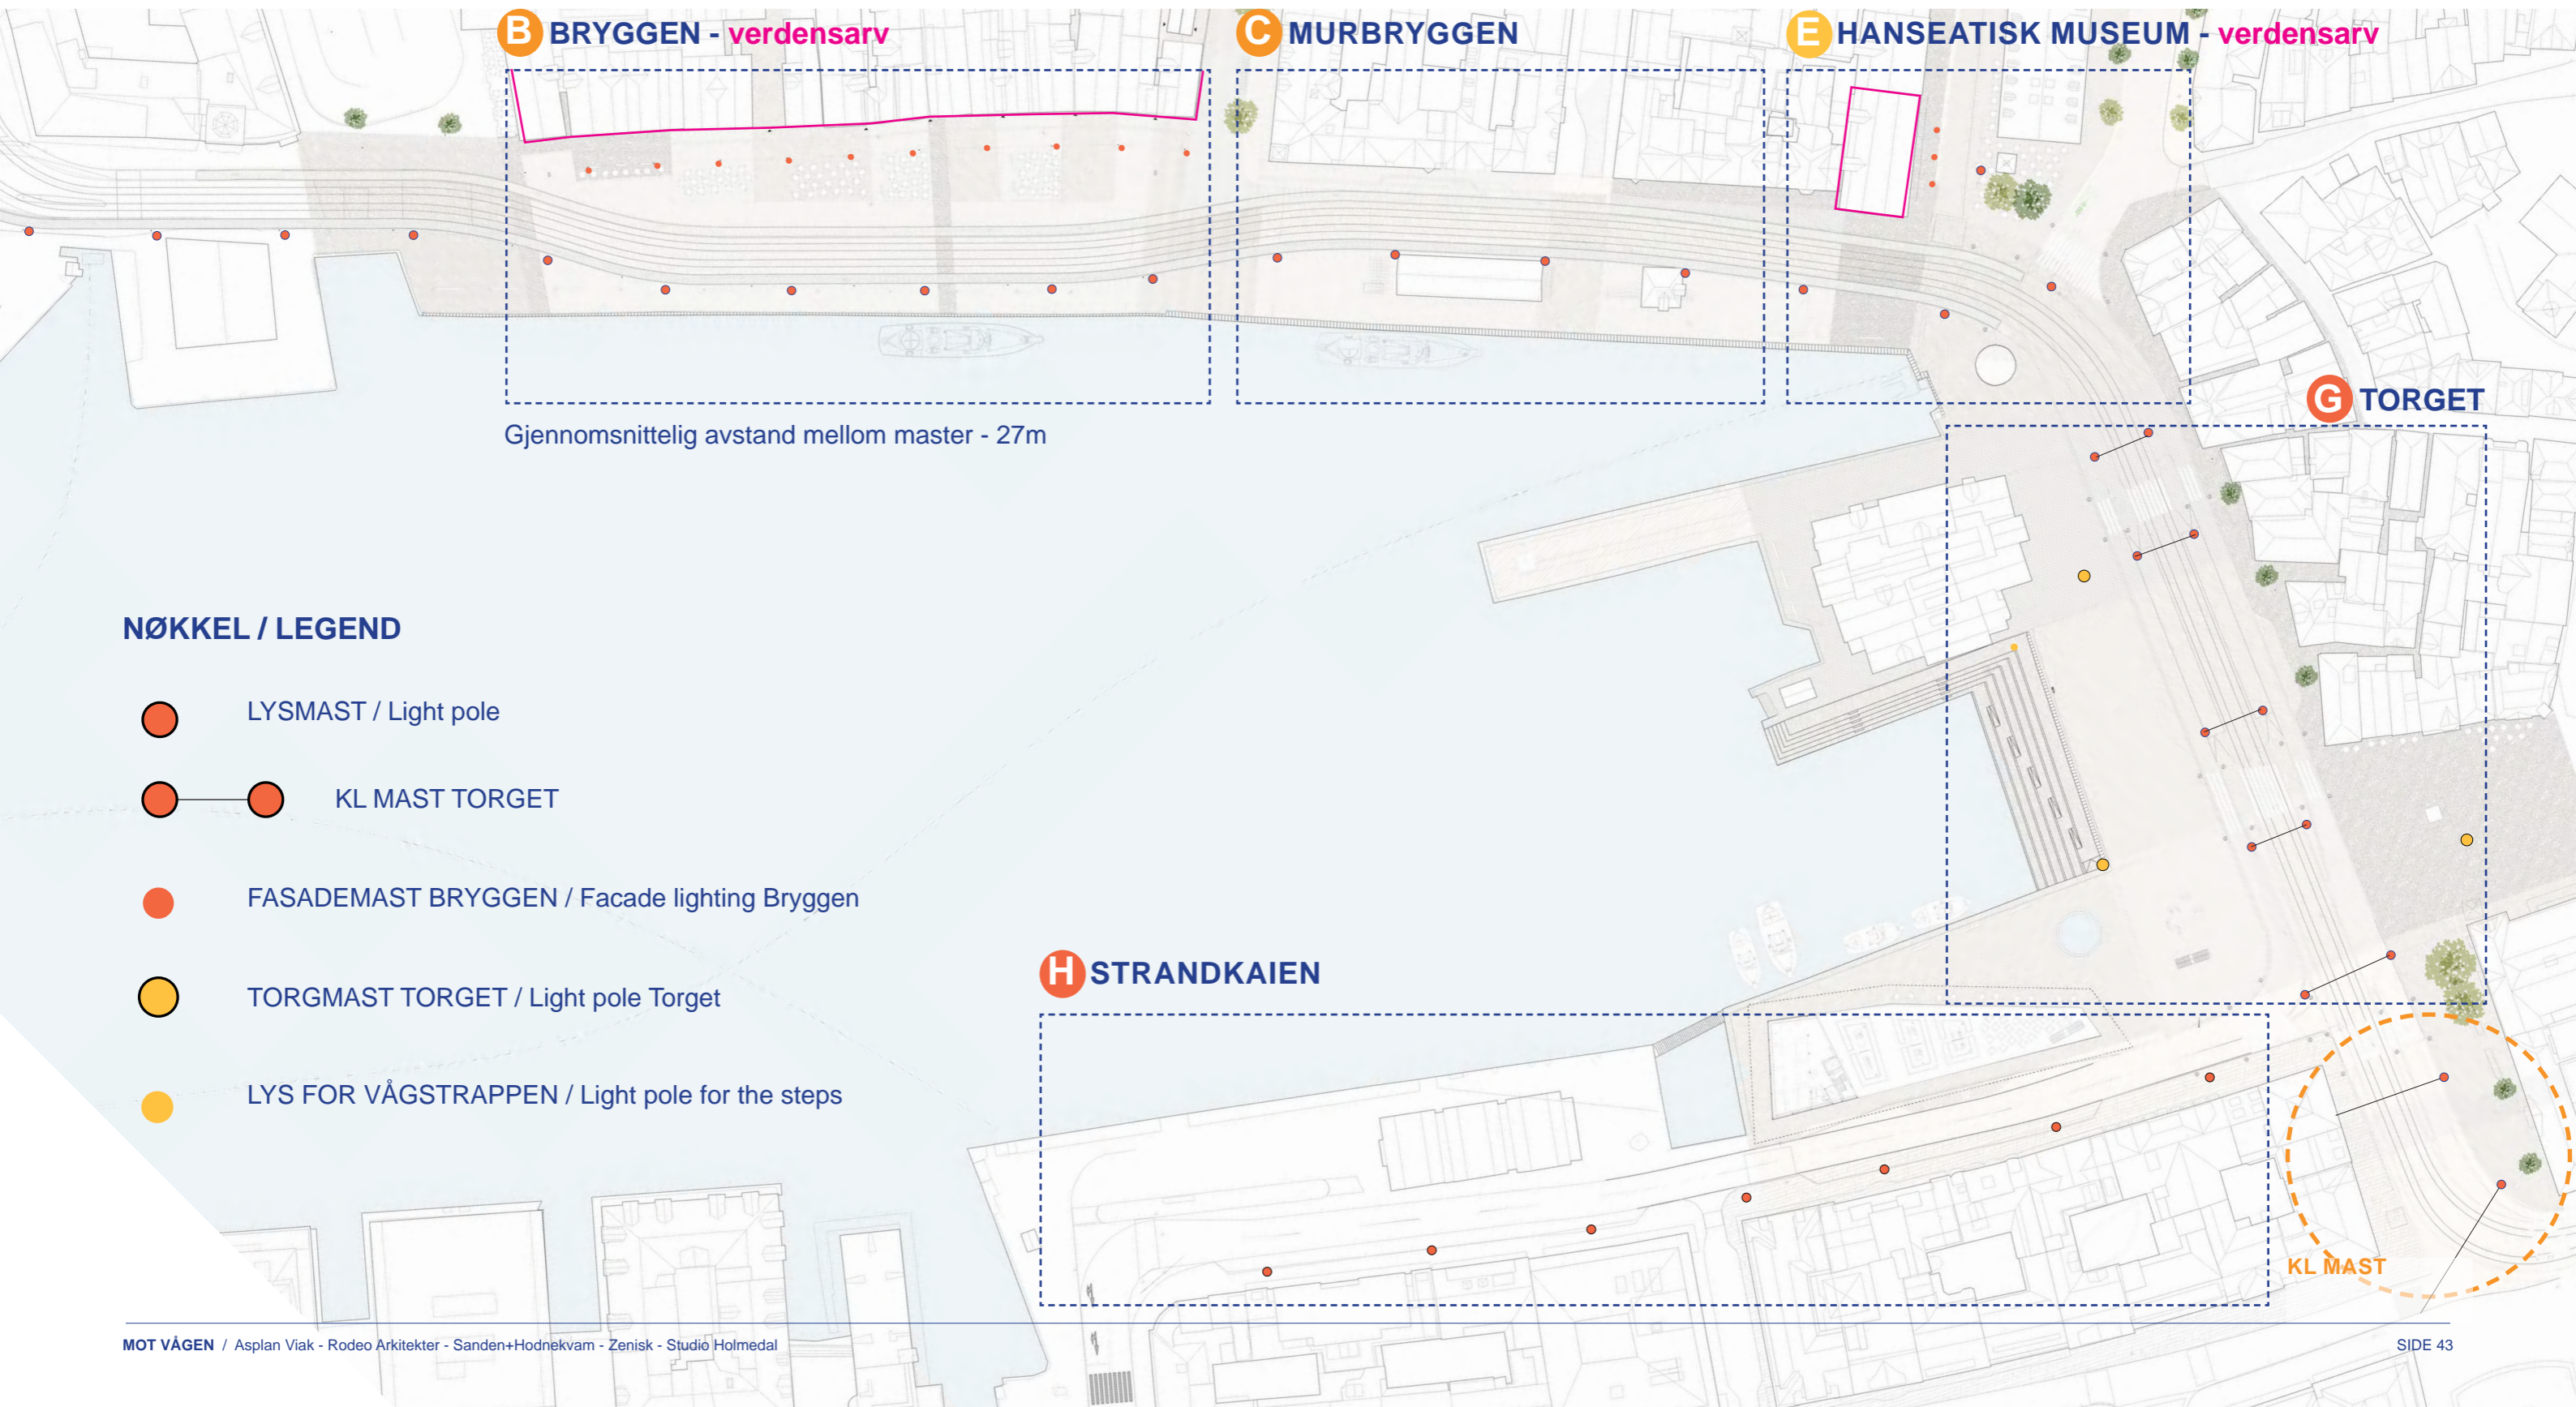 B BRYGGEN - verdensarv
C MURBRYGGEN
E HANSEATISK MUSEUM - verdensarv
G TORGET
Gjennomsnittelig avstand mellom master - 27m
NØKKEL / LEGEND
LYSMAST / Light pole
KL MAST TORGET
FASADEMAST BRYGGEN / Facade lighting Bryggen
TORGMAST TORGET / Light pole Torget
LYS FOR VÅGSTRAPPEN / Light pole for the steps
H STRANDKAIEN
KL MAST
MOT VÅGEN / Asplan Viak - Rodeo Arkitekter - Sanden+Hodnekvam - Zenisk - Studio Holmedal
SIDE 43